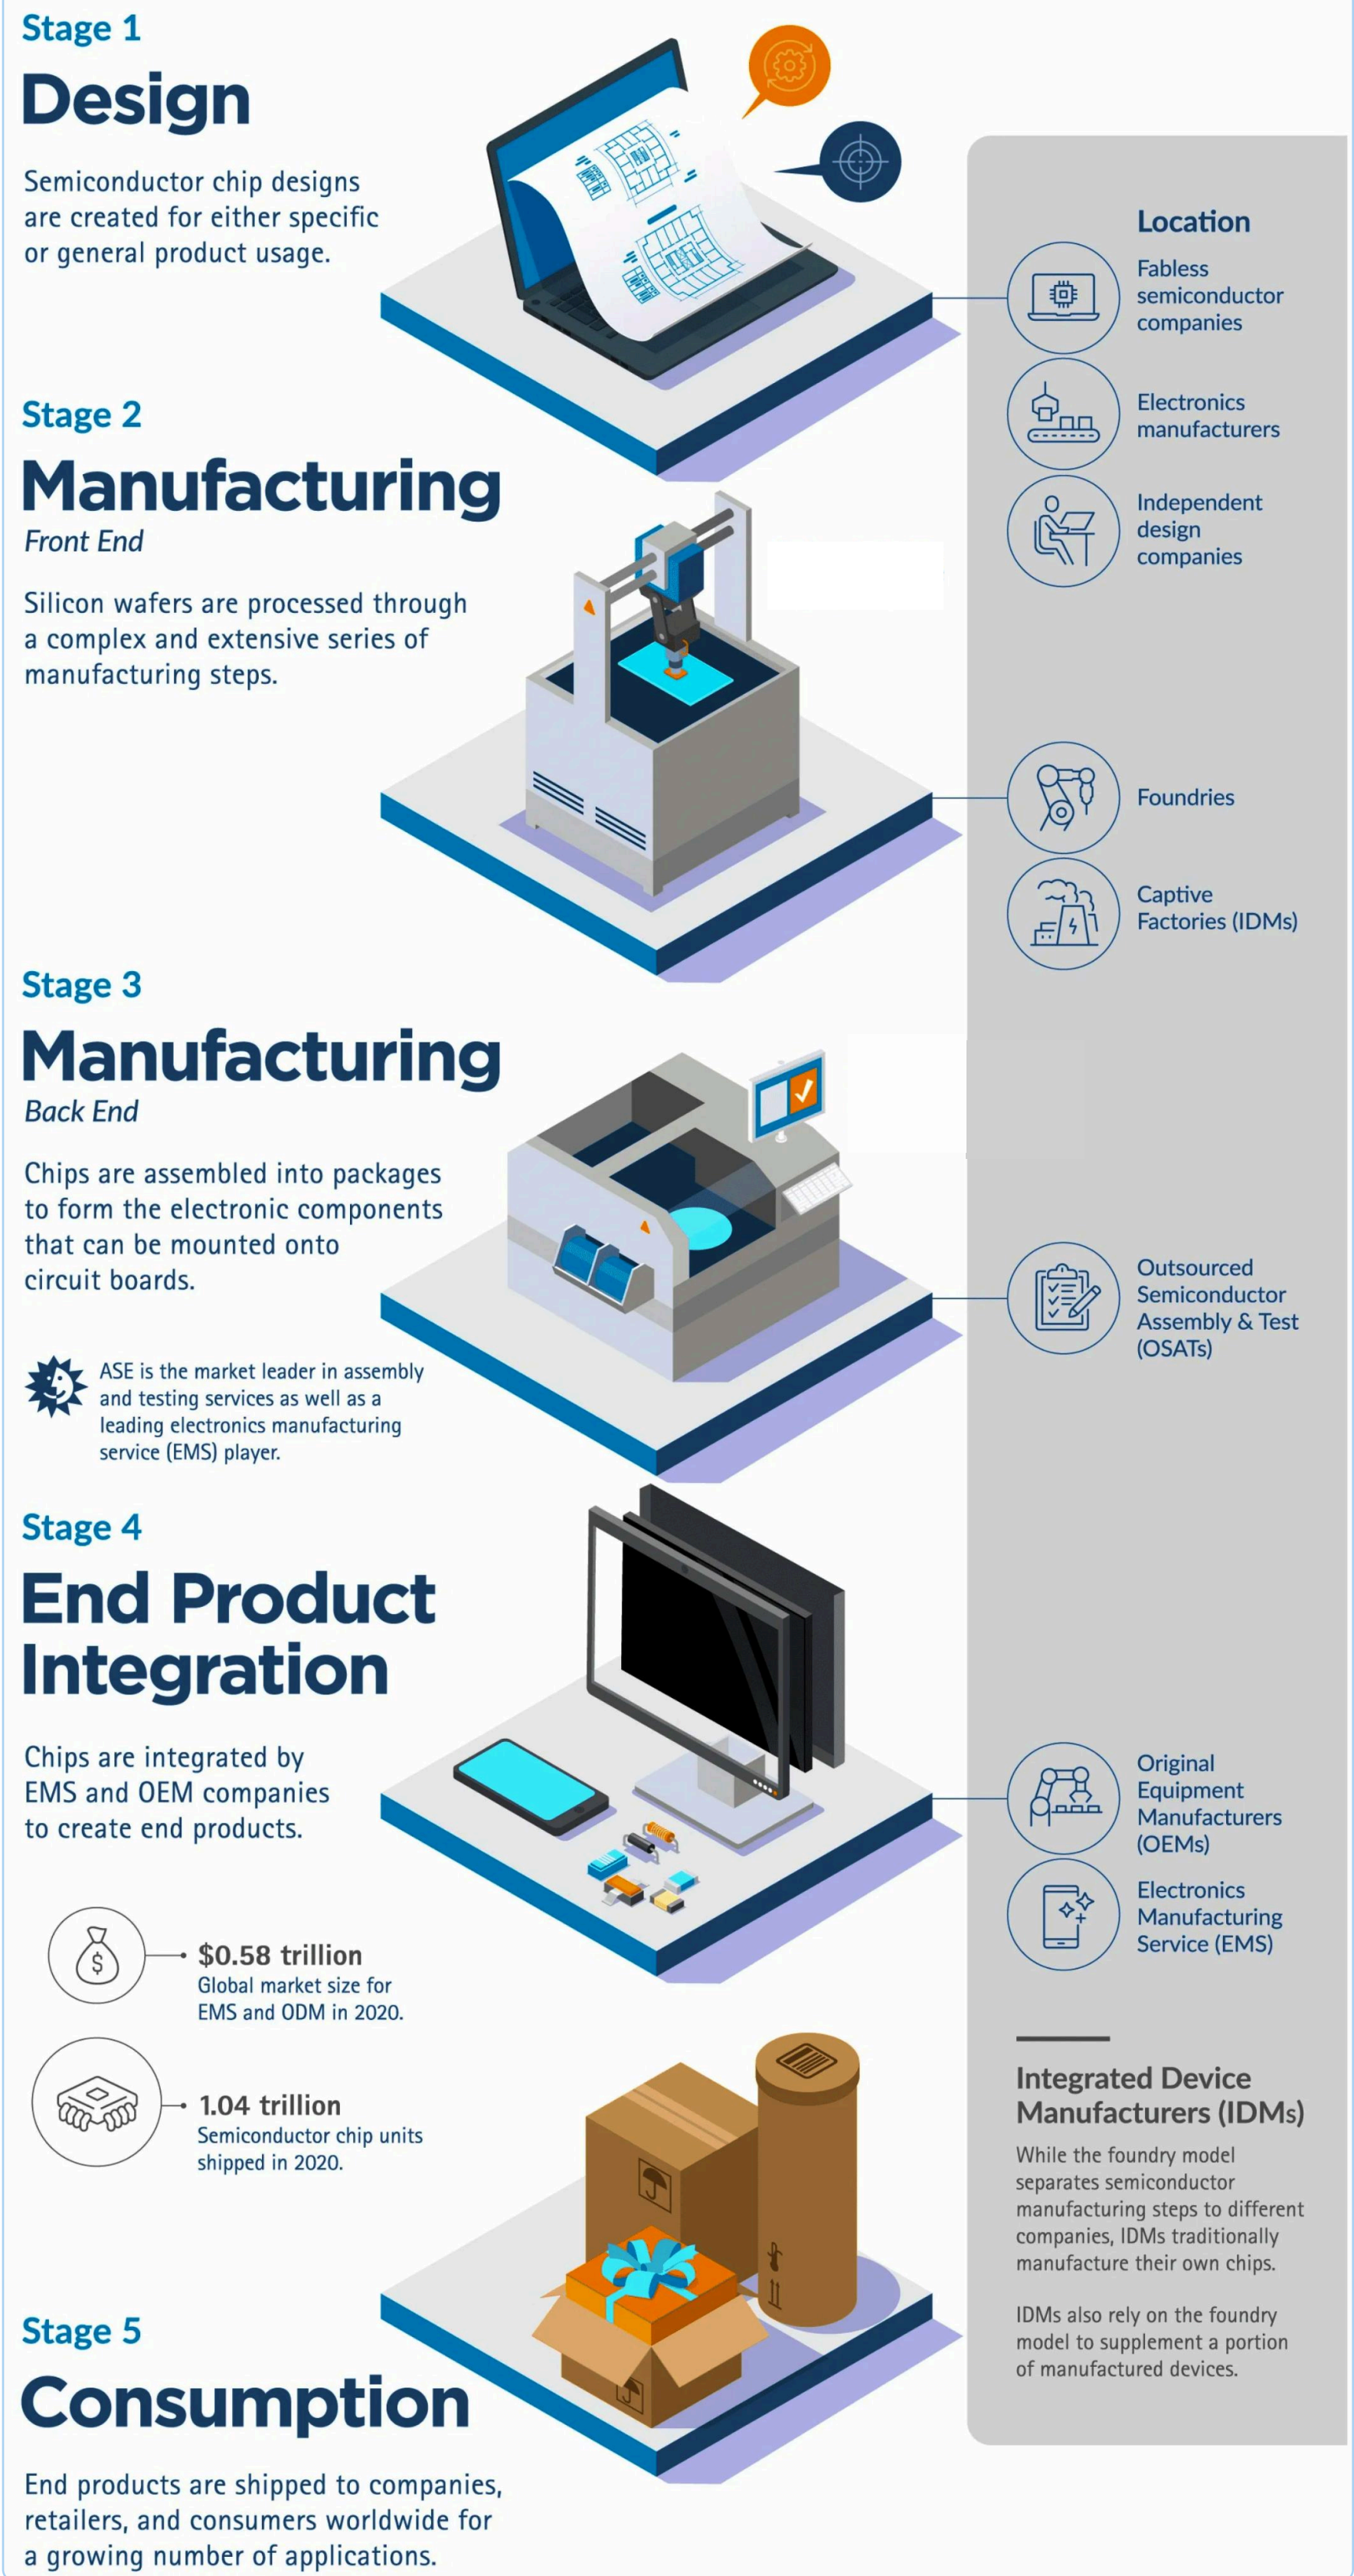 Stage 1
Design
Semiconductor chip designs
are created for either specific
or general product usage.
Location
Fabless
semiconductor
companies
Electronics
manufacturers
Independent
design
companies
Stage 2
Manufacturing
Front End
Silicon wafers are processed through
a complex and extensive series of
manufacturing steps.
Foundries
Captive
Factories (IDMs)
Stage 3
Manufacturing
Back End
Chips are assembled into packages
to form the electronic components
that can be mounted onto
circuit boards.
ASE is the market leader in assembly
and testing services as well as a
leading electronics manufacturing
service (EMS) player.
Outsourced
Semiconductor
Assembly & Test
(OSATs)
Stage 4
End Product
Integration
Chips are integrated by
EMS and OEM companies
to create end products.
Original
Equipment
Manufacturers
(OEMs)
Electronics
Manufacturing
Service (EMS)
$
$0.58 trillion
Global market size for
EMS and ODM in 2020.
1.04 trillion
Semiconductor chip units
shipped in 2020.
Integrated Device
Manufacturers (IDMs)
While the foundry model
separates semiconductor
manufacturing steps to different
companies, IDMs traditionally
manufacture their own chips.
IDMs also rely on the foundry
model to supplement a portion
of manufactured devices.
Stage 5
Consumption
End products are shipped to companies,
retailers, and consumers worldwide for
a growing number of applications.